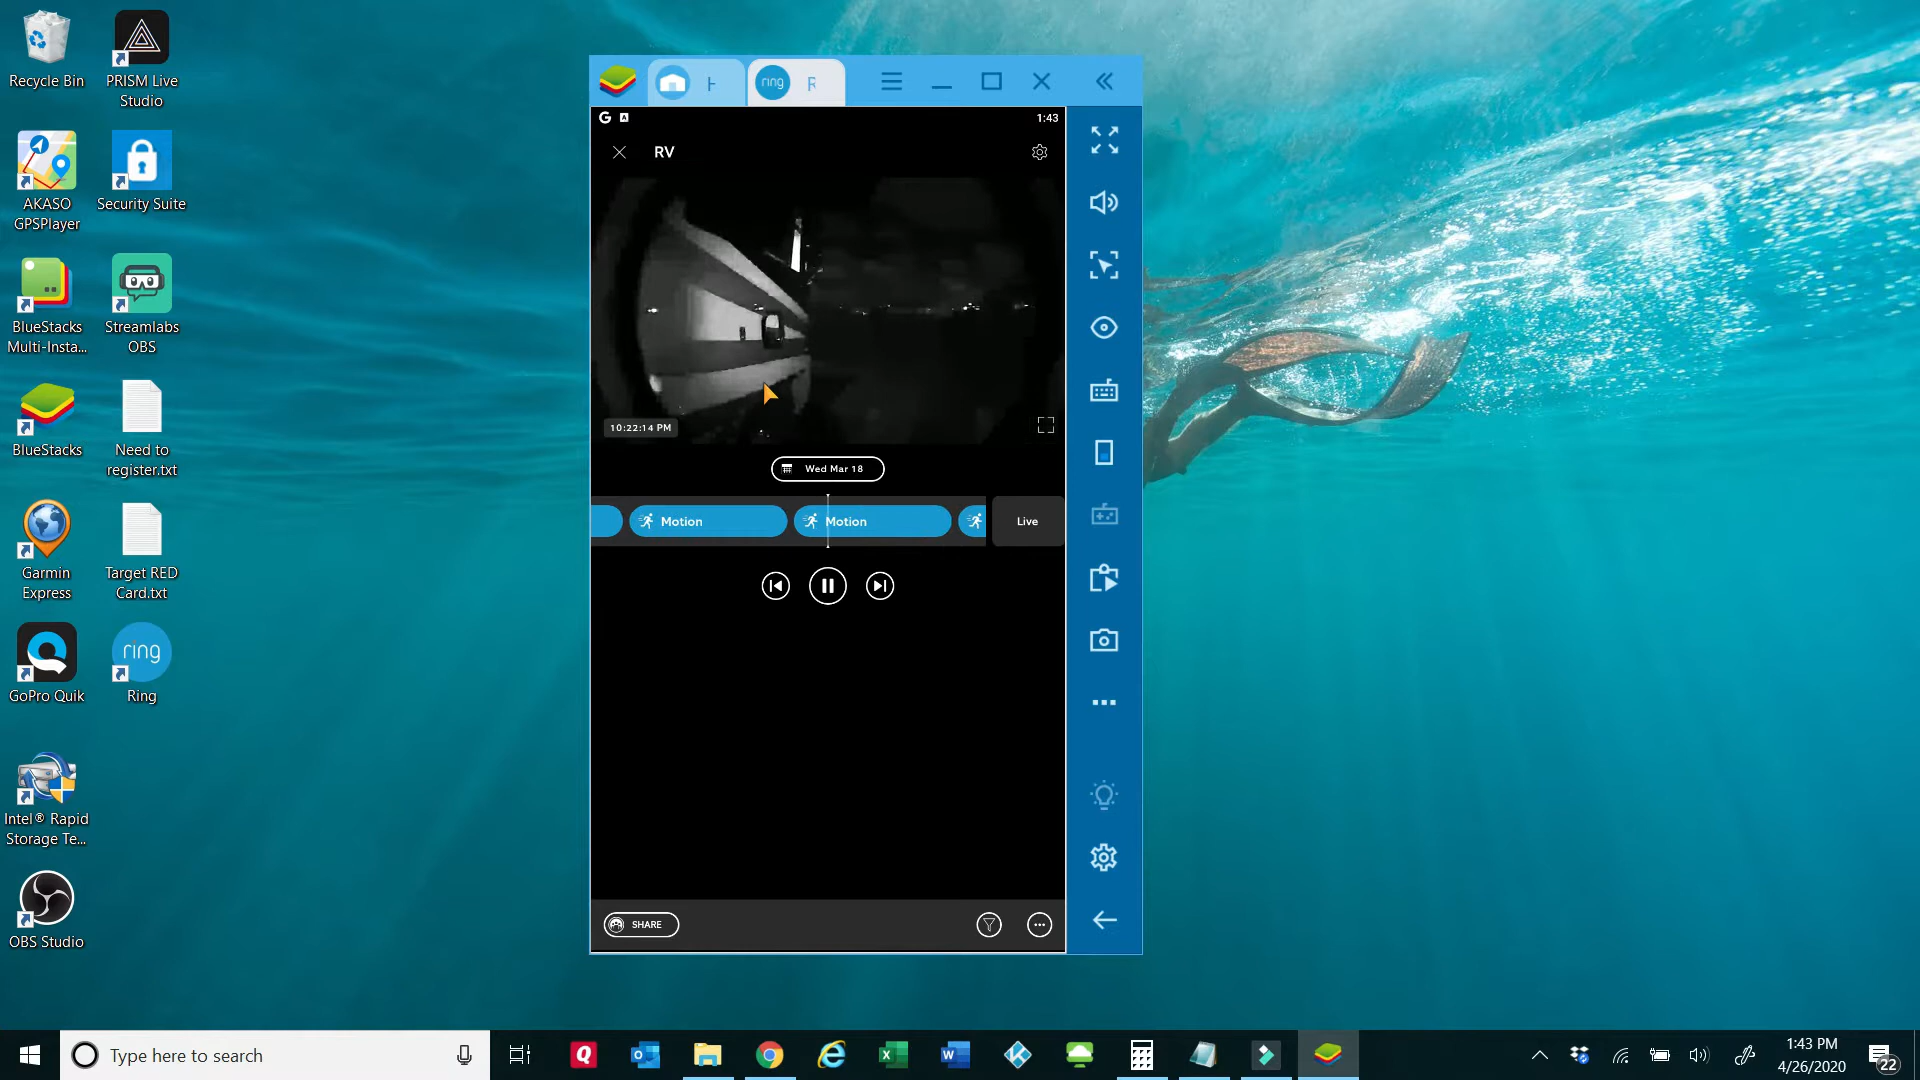 Recycle Bin
PRISM Live
Studio
AKASO
GPSPlayer
Security Suite
BlueStacks
Multi-Insta...
Streamlabs
OBS
BlueStacks
Need to
register.txt
Garmin
Express
Target RED
Card.txt
GoPro Quik
ring
Ring
Intel® Rapid
Storage Te...
OBS Studio
ring
1:43
RV
10:22:14 PM
Wed Mar 18
Motion
Motion
Live
SHARE
Type here to search
1:43 PM
4/26/2020
22